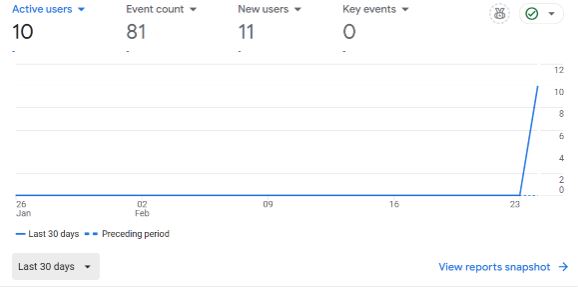 Active users Event count New users Key events
10 81 11 0
- - - -
12
10
8
6
4
2
0
26 02 09 16 23
Jan Feb
Last 30 days Preceding period
Last 30 days View reports snapshot